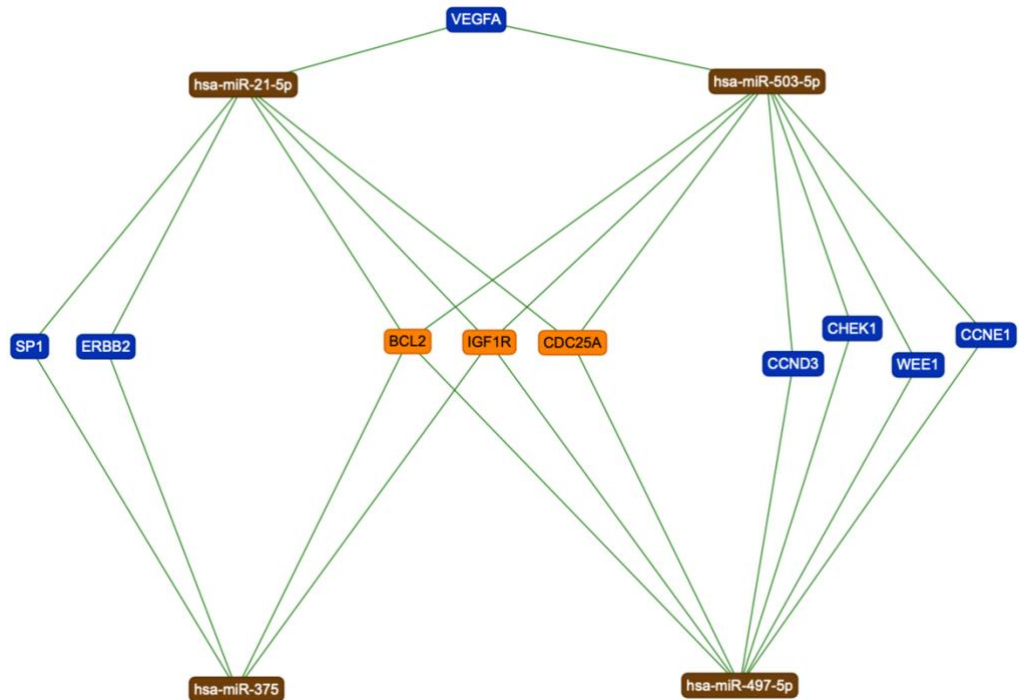 VEGFA
hsa-miR-21-5p
hsa-miR-503-5p
SP1
ERBB2
BCL2
IGF1R
CDC25A
CCND3
CHEK1
WEE1
CCNE1
hsa-miR-375
hsa-miR-497-5p